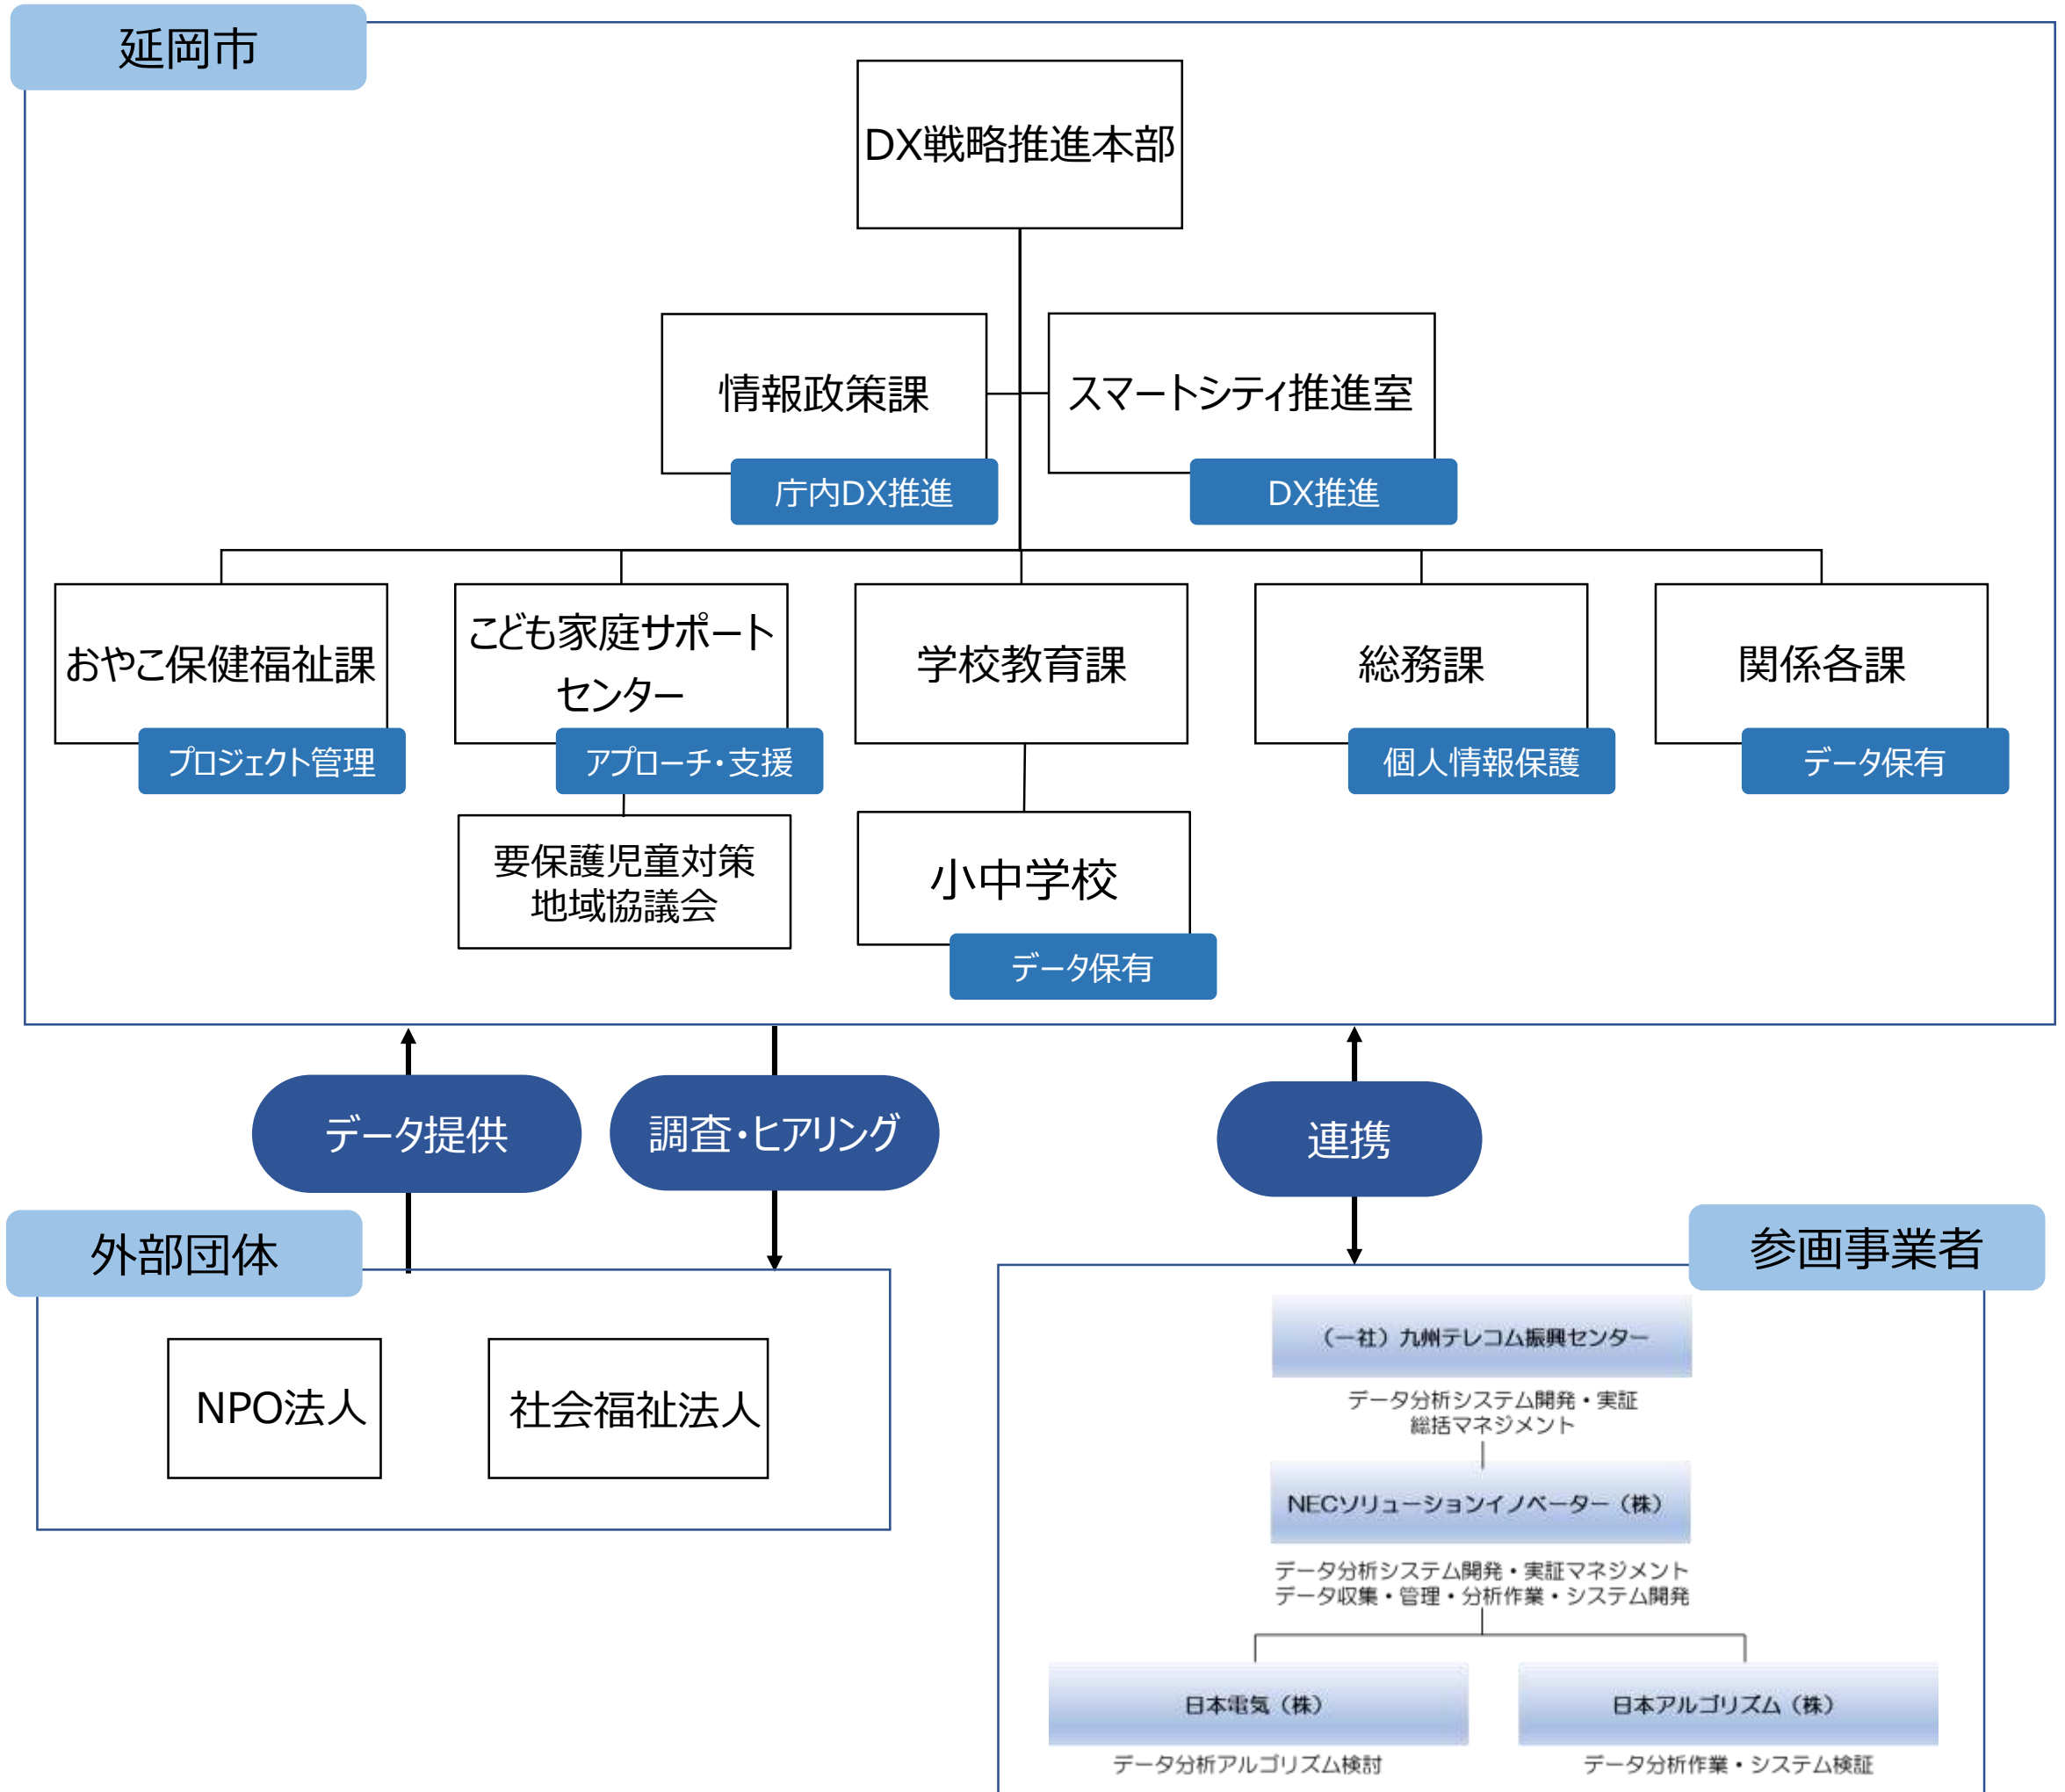 延岡市
DX戦略推進本部
情報政策課
スマートシティ推進室
庁内DX推進
DX推進
おやこ保健福祉課
こども家庭サポート
センター
学校教育課
総務課
関係各課
プロジェクト管理
アプローチ・支援
個人情報保護
データ保有
要保護児童対策
地域協議会
小中学校
データ保有
データ提供
調査・ヒアリング
連携
外部団体
NPO法人
社会福祉法人
参画事業者
（一社）九州テレコム振興センター
データ分析システム開発・実証
総括マネジメント
NECソリューションイノベーター（株）
データ分析システム開発・実証マネジメント
データ収集・管理・分析作業・システム開発
日本電気（株）
日本アルゴリズム（株）
データ分析アルゴリズム検討
データ分析作業・システム検証